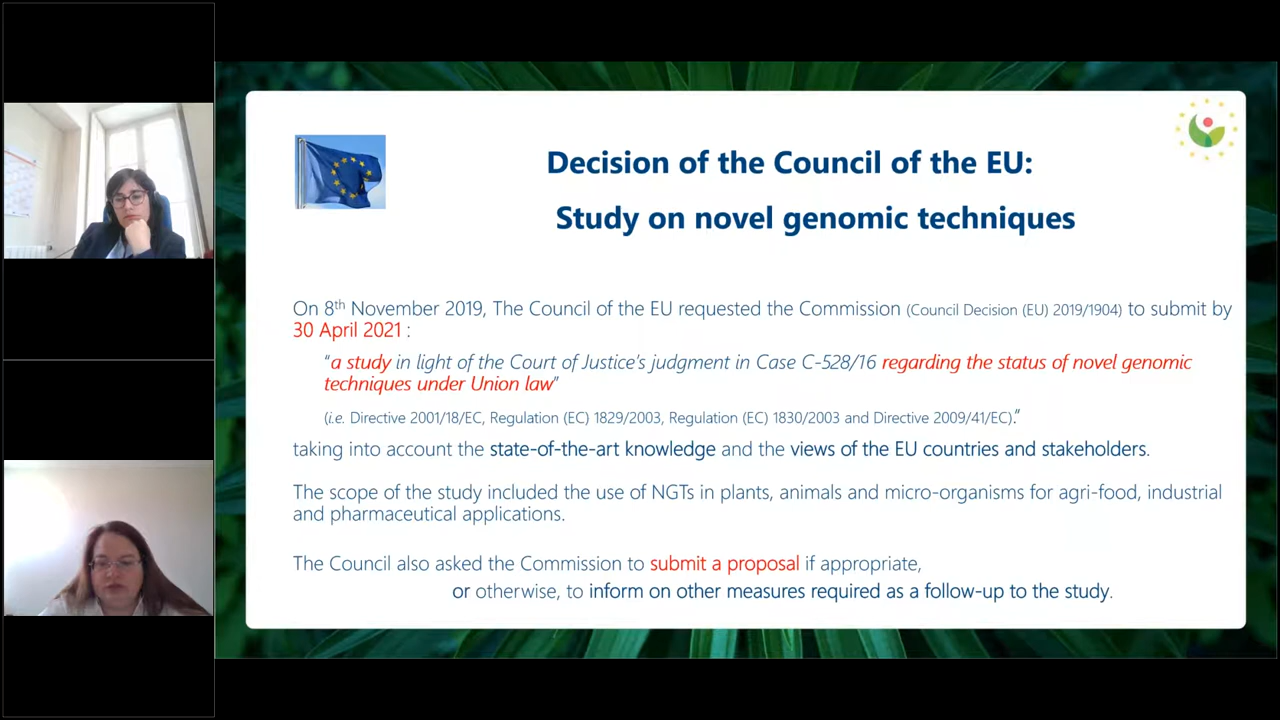 Decision of the Council of the EU:
Study on novel genomic techniques
On 8th November 2019, The Council of the EU requested the Commission (Council Decision (EU) 2019/1904) to submit by
30 April 2021 :
“a study in light of the Court of Justice’s judgment in Case C-528/16 regarding the status of novel genomic
techniques under Union law”
(i.e. Directive 2001/18/EC, Regulation (EC) 1829/2003, Regulation (EC) 1830/2003 and Directive 2009/41/EC).”
taking into account the state-of-the-art knowledge and the views of the EU countries and stakeholders.
The scope of the study included the use of NGTs in plants, animals and micro-organisms for agri-food, industrial
and pharmaceutical applications.
The Council also asked the Commission to submit a proposal if appropriate,
or otherwise, to inform on other measures required as a follow-up to the study.